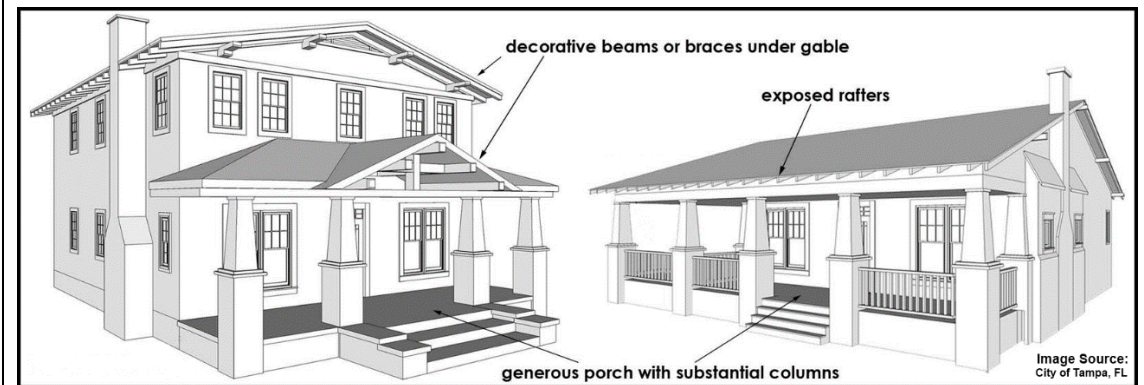 decorative beams or braces under gable
exposed rafters
generous porch with substantial columns
Image Source:
City of Tampa, FL